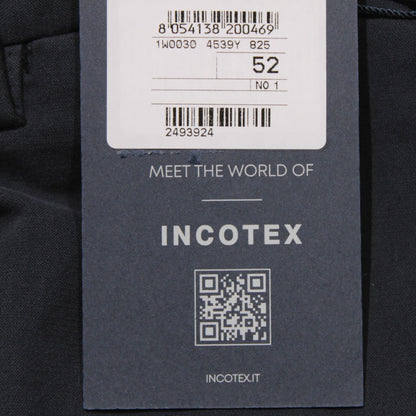 8 054138 200469
1W0030 4539Y 825
52
NO 1
2493924
MEET THE WORLD OF
INCOTEX
INCOTEX.IT